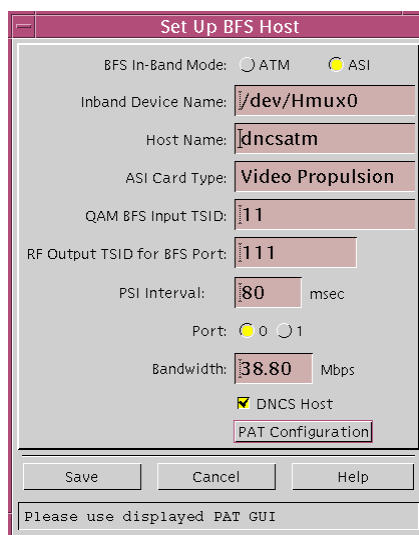 Set Up BFS Host
BFS In-Band Mode: ATM ASI
Inband Device Name: /dev/Hmux0
Host Name: dncsatm
ASI Card Type: Video Propulsion
QAM BFS Input TSID: 11
RF Output TSID for BFS Port: 111
PSI Interval: 80 msec
Port: 0 1
Bandwidth: 38.80 Mbps
DNCS Host
PAT Configuration
Save Cancel Help
Please use displayed PAT GUI